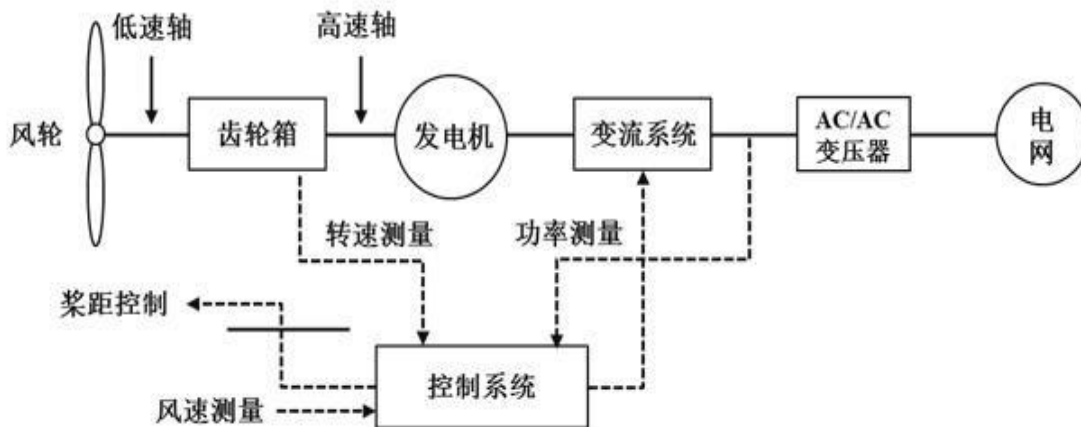 低速轴
高速轴
风轮
齿轮箱
发电机
变流系统
AC/AC
变压器
电
网
转速测量
功率测量
桨距控制
控制系统
风速测量